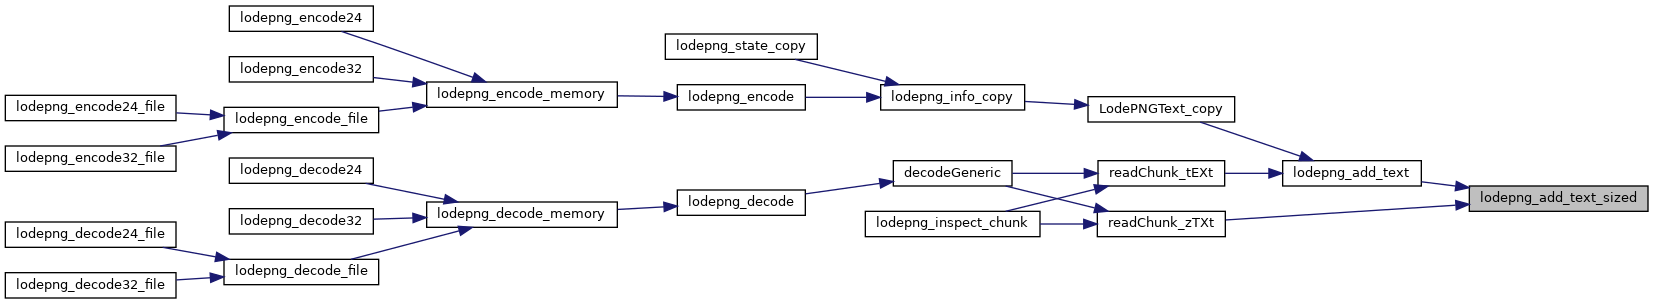 lodepng_encode24
lodepng_encode32
lodepng_encode24_file
lodepng_encode32_file
lodepng_encode_file
lodepng_encode_memory
lodepng_state_copy
lodepng_encode
lodepng_info_copy
LodePNGText_copy
lodepng_decode24
lodepng_decode32
lodepng_decode24_file
lodepng_decode32_file
lodepng_decode_file
lodepng_decode_memory
lodepng_decode
decodeGeneric
lodepng_inspect_chunk
readChunk_tEXt
readChunk_zTXt
lodepng_add_text
lodepng_add_text_sized